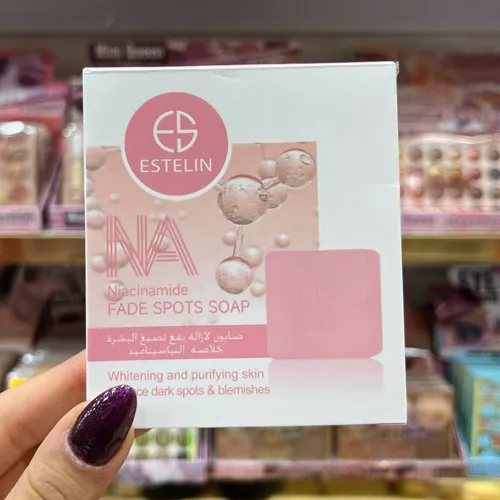 ES
ESTELIN
NA
Niacinamide
FADE SPOTS SOAP
صابون لازالة بقع تصبغ البشرة
خلاصة النياسيناميد
Whitening and purifying skin
dark spots & blemishes